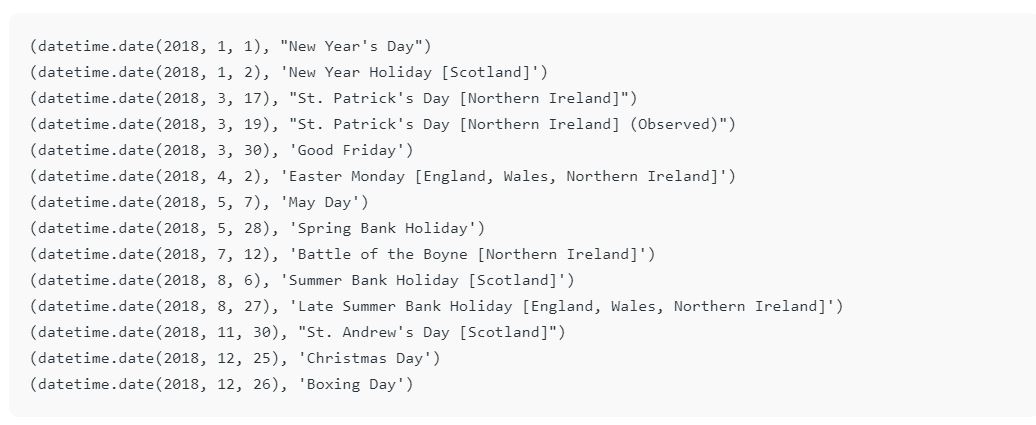 (datetime.date(2018, 1, 1), "New Year's Day")
(datetime.date(2018, 1, 2), 'New Year Holiday [Scotland]')
(datetime.date(2018, 3, 17), "St. Patrick's Day [Northern Ireland]")
(datetime.date(2018, 3, 19), "St. Patrick's Day [Northern Ireland] (Observed)")
(datetime.date(2018, 3, 30), 'Good Friday')
(datetime.date(2018, 4, 2), 'Easter Monday [England, Wales, Northern Ireland]')
(datetime.date(2018, 5, 7), 'May Day')
(datetime.date(2018, 5, 28), 'Spring Bank Holiday')
(datetime.date(2018, 7, 12), 'Battle of the Boyne [Northern Ireland]')
(datetime.date(2018, 8, 6), 'Summer Bank Holiday [Scotland]')
(datetime.date(2018, 8, 27), 'Late Summer Bank Holiday [England, Wales, Northern Ireland]')
(datetime.date(2018, 11, 30), "St. Andrew's Day [Scotland]")
(datetime.date(2018, 12, 25), 'Christmas Day')
(datetime.date(2018, 12, 26), 'Boxing Day')